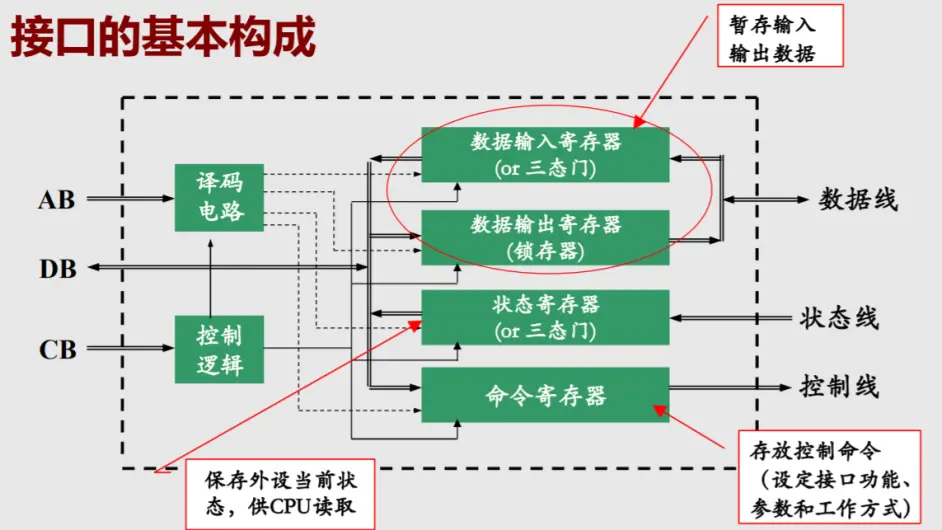 接口的基本构成
暂存输入
输出数据
数据输入寄存器
(or 三态门)
译码
电路
AB
数据线
数据输出寄存器
(锁存器)
DB
状态寄存器
(or 三态门)
状态线
控制
逻辑
CB
命令寄存器
控制线
保存外设当前状
态，供CPU读取
存放控制命令
（设定接口功能、
参数和工作方式）